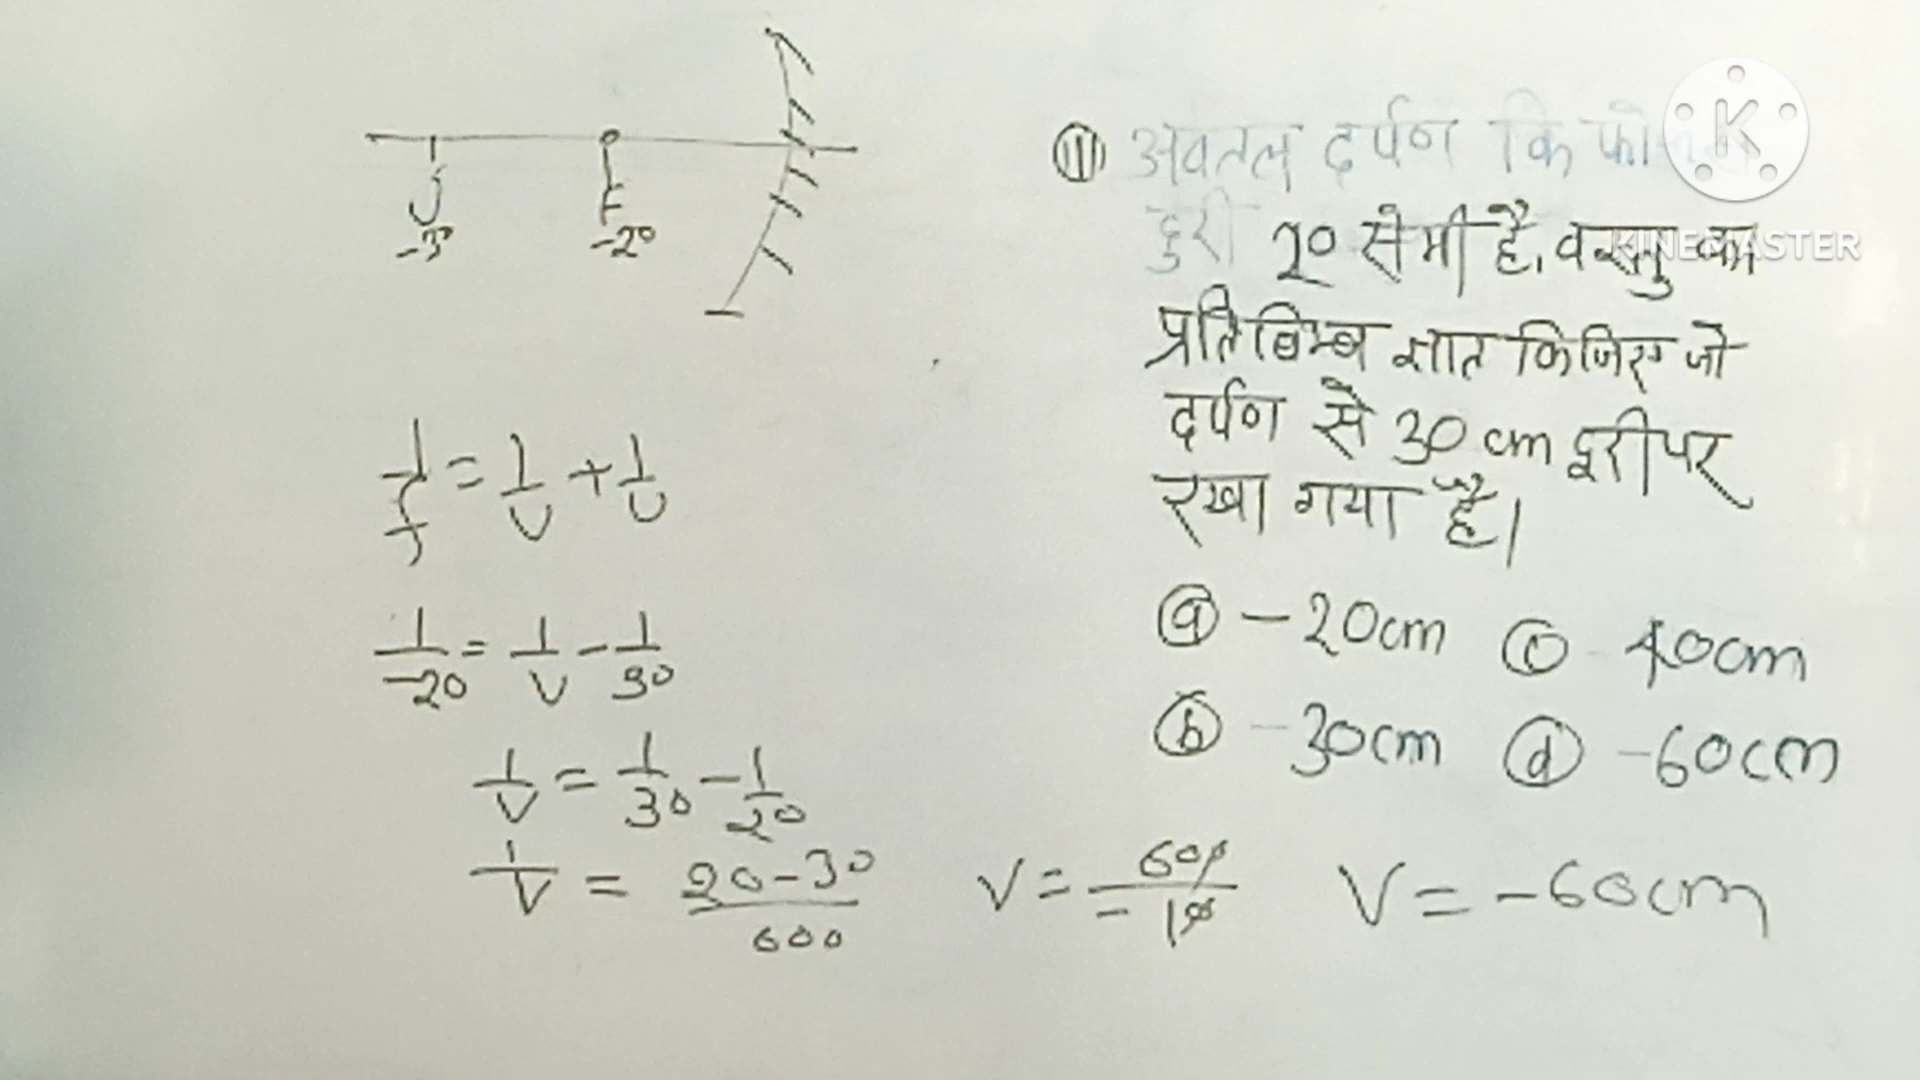 U
-30
F
-20
1/f = 1/v + 1/u
1/-20 = 1/v - 1/30
1/v = 1/30 - 1/20
1/v = 20-30/600
(III) अवतल दर्पण कि
दुरी 20 से मी है, वस्तु का
प्रतिबिम्ब ज्ञात किजिए जो
दर्पण से 30 cm दूरी पर
रखा गया है।
(a) -20cm (c) -40cm
(b) -30cm (d) -60cm
V = 600/-10 V = -60cm
K
KINEMASTER